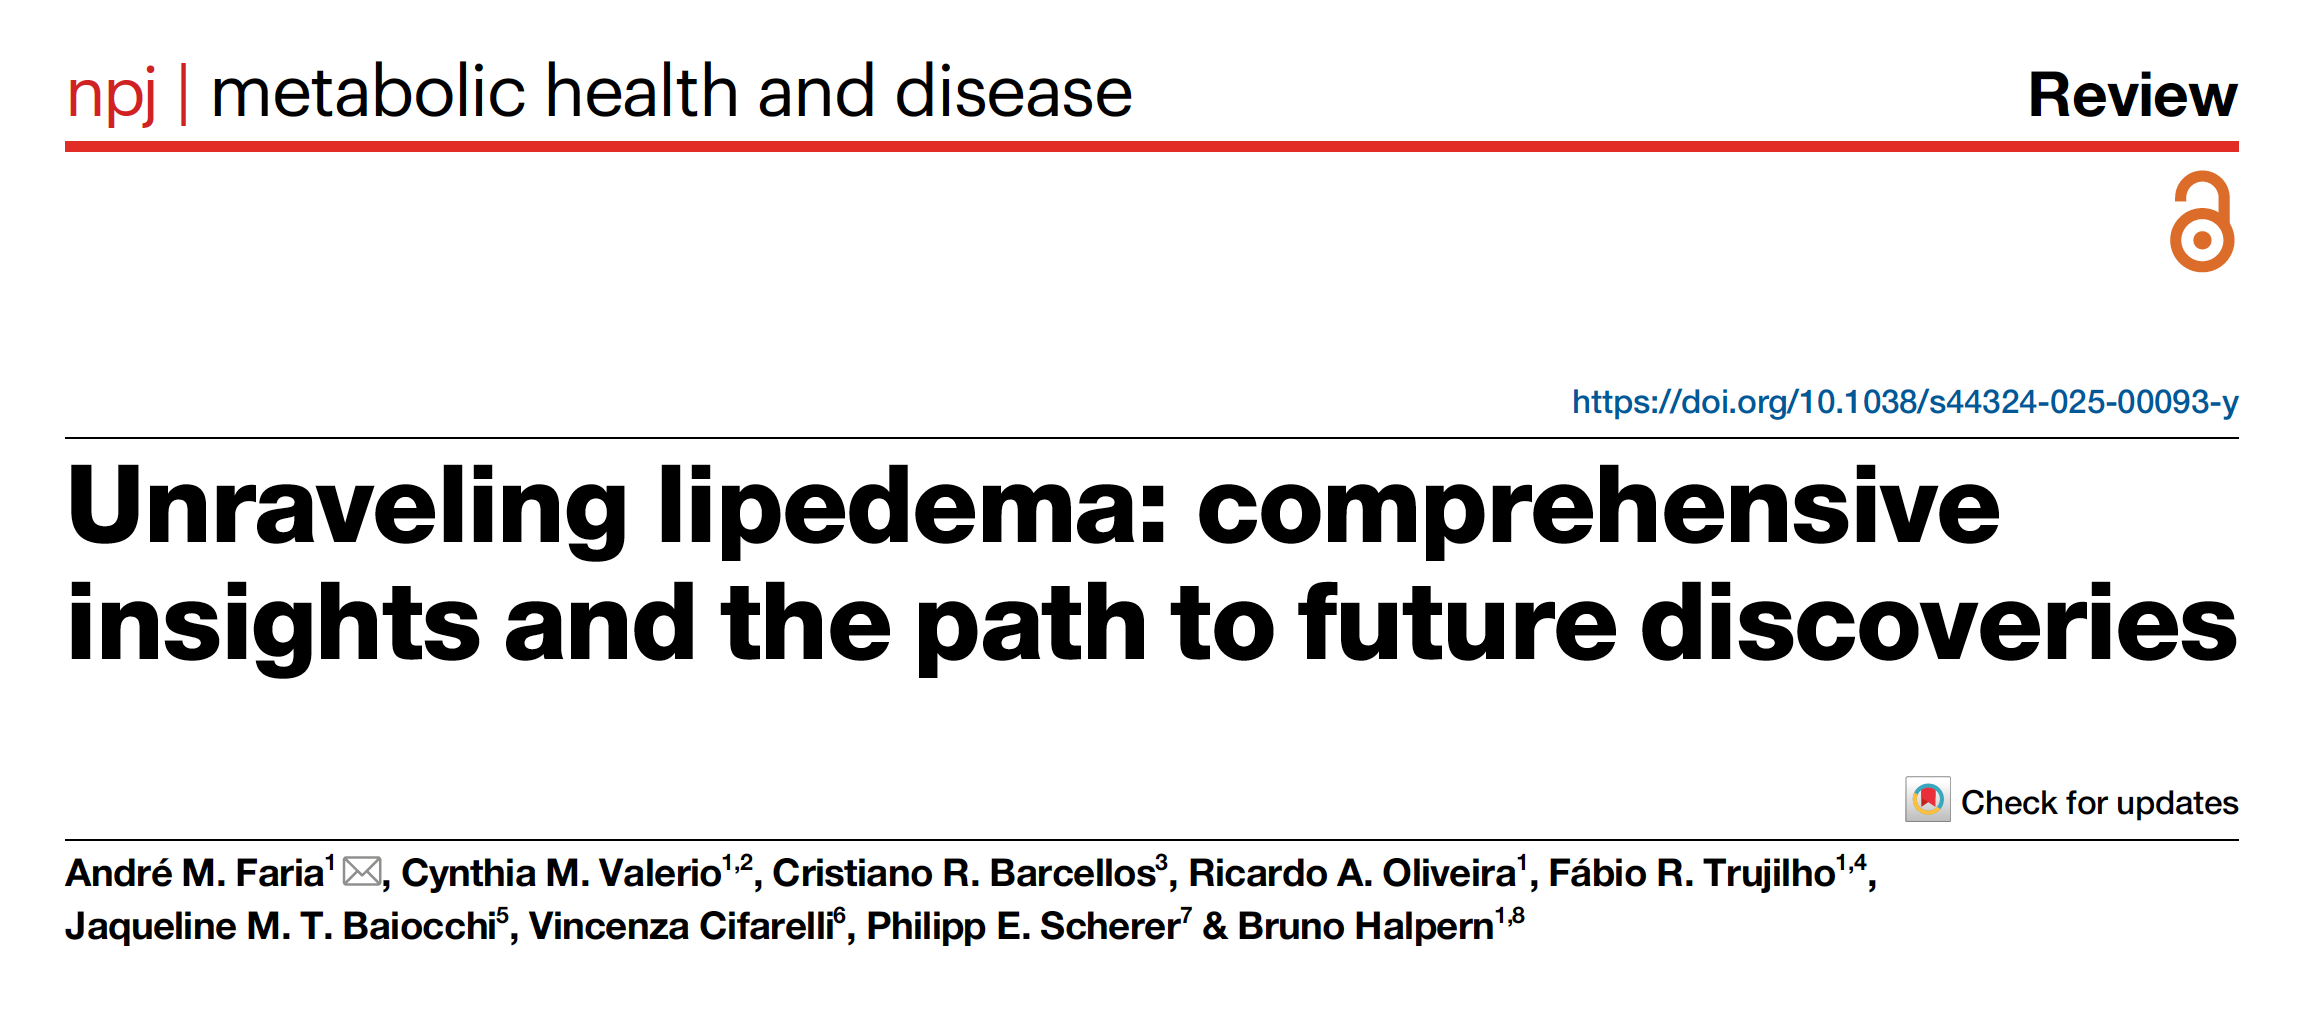 npj | metabolic health and disease Review
https://doi.org/10.1038/s44324-025-00093-y
Unraveling lipedema: comprehensive
insights and the path to future discoveries
Check for updates
André M. Faria1 ✉, Cynthia M. Valerio1,2, Cristiano R. Barcellos3, Ricardo A. Oliveira1, Fábio R. Trujilho1,4,
Jaqueline M. T. Baiocchi5, Vincenza Cifarelli6, Philipp E. Scherer7 & Bruno Halpern1,8